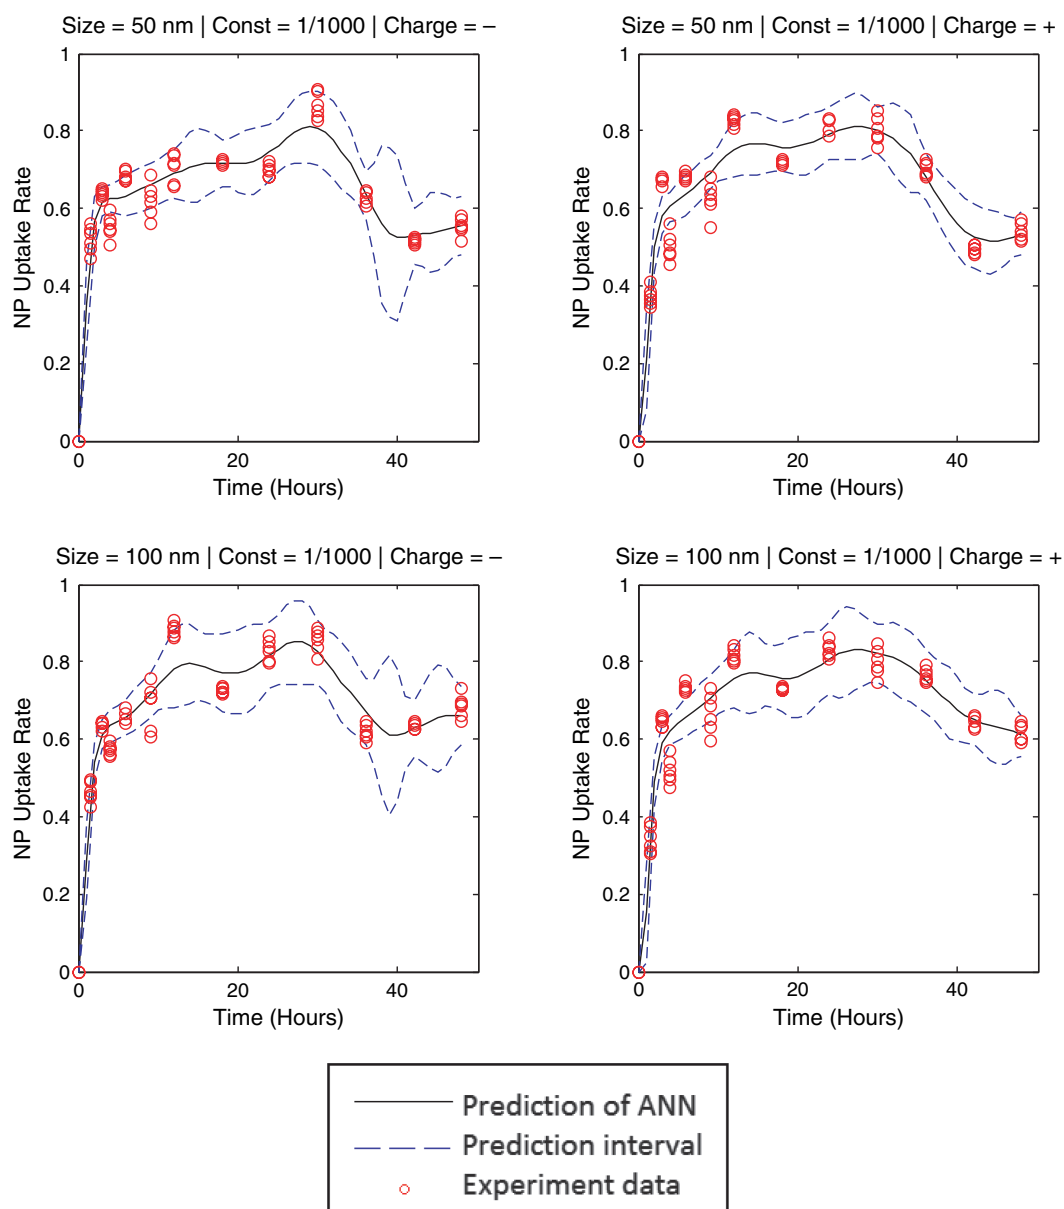 Size = 50 nm | Const = 1/1000 | Charge = –
1
0.8
0.6
0.4
0.2
0
NP Uptake Rate
0 20 40
Time (Hours)
Size = 50 nm | Const = 1/1000 | Charge = +
1
0.8
0.6
0.4
0.2
0
NP Uptake Rate
0 20 40
Time (Hours)
Size = 100 nm | Const = 1/1000 | Charge = –
1
0.8
0.6
0.4
0.2
0
NP Uptake Rate
0 20 40
Time (Hours)
Size = 100 nm | Const = 1/1000 | Charge = +
1
0.8
0.6
0.4
0.2
0
NP Uptake Rate
0 20 40
Time (Hours)
Prediction of ANN
Prediction interval
Experiment data